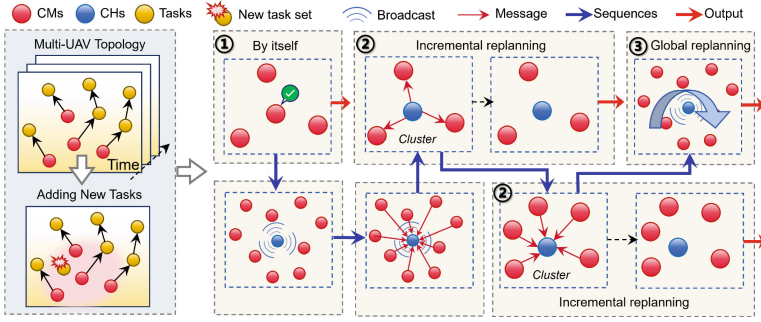 CMs CHs Tasks New task set Broadcast Message Sequences Output
Multi-UAV Topology
Time
Adding New Tasks
① By itself
② Incremental replanning
Cluster
③ Global replanning
②
Cluster
Incremental replanning